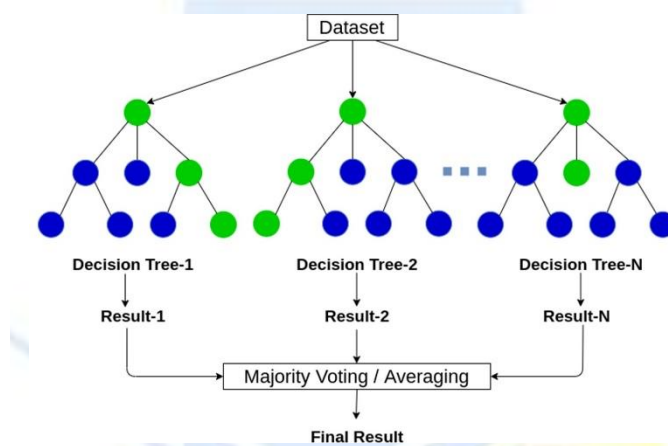 Dataset
Decision Tree-1
Decision Tree-2
Decision Tree-N
Result-1
Result-2
Result-N
Majority Voting / Averaging
Final Result